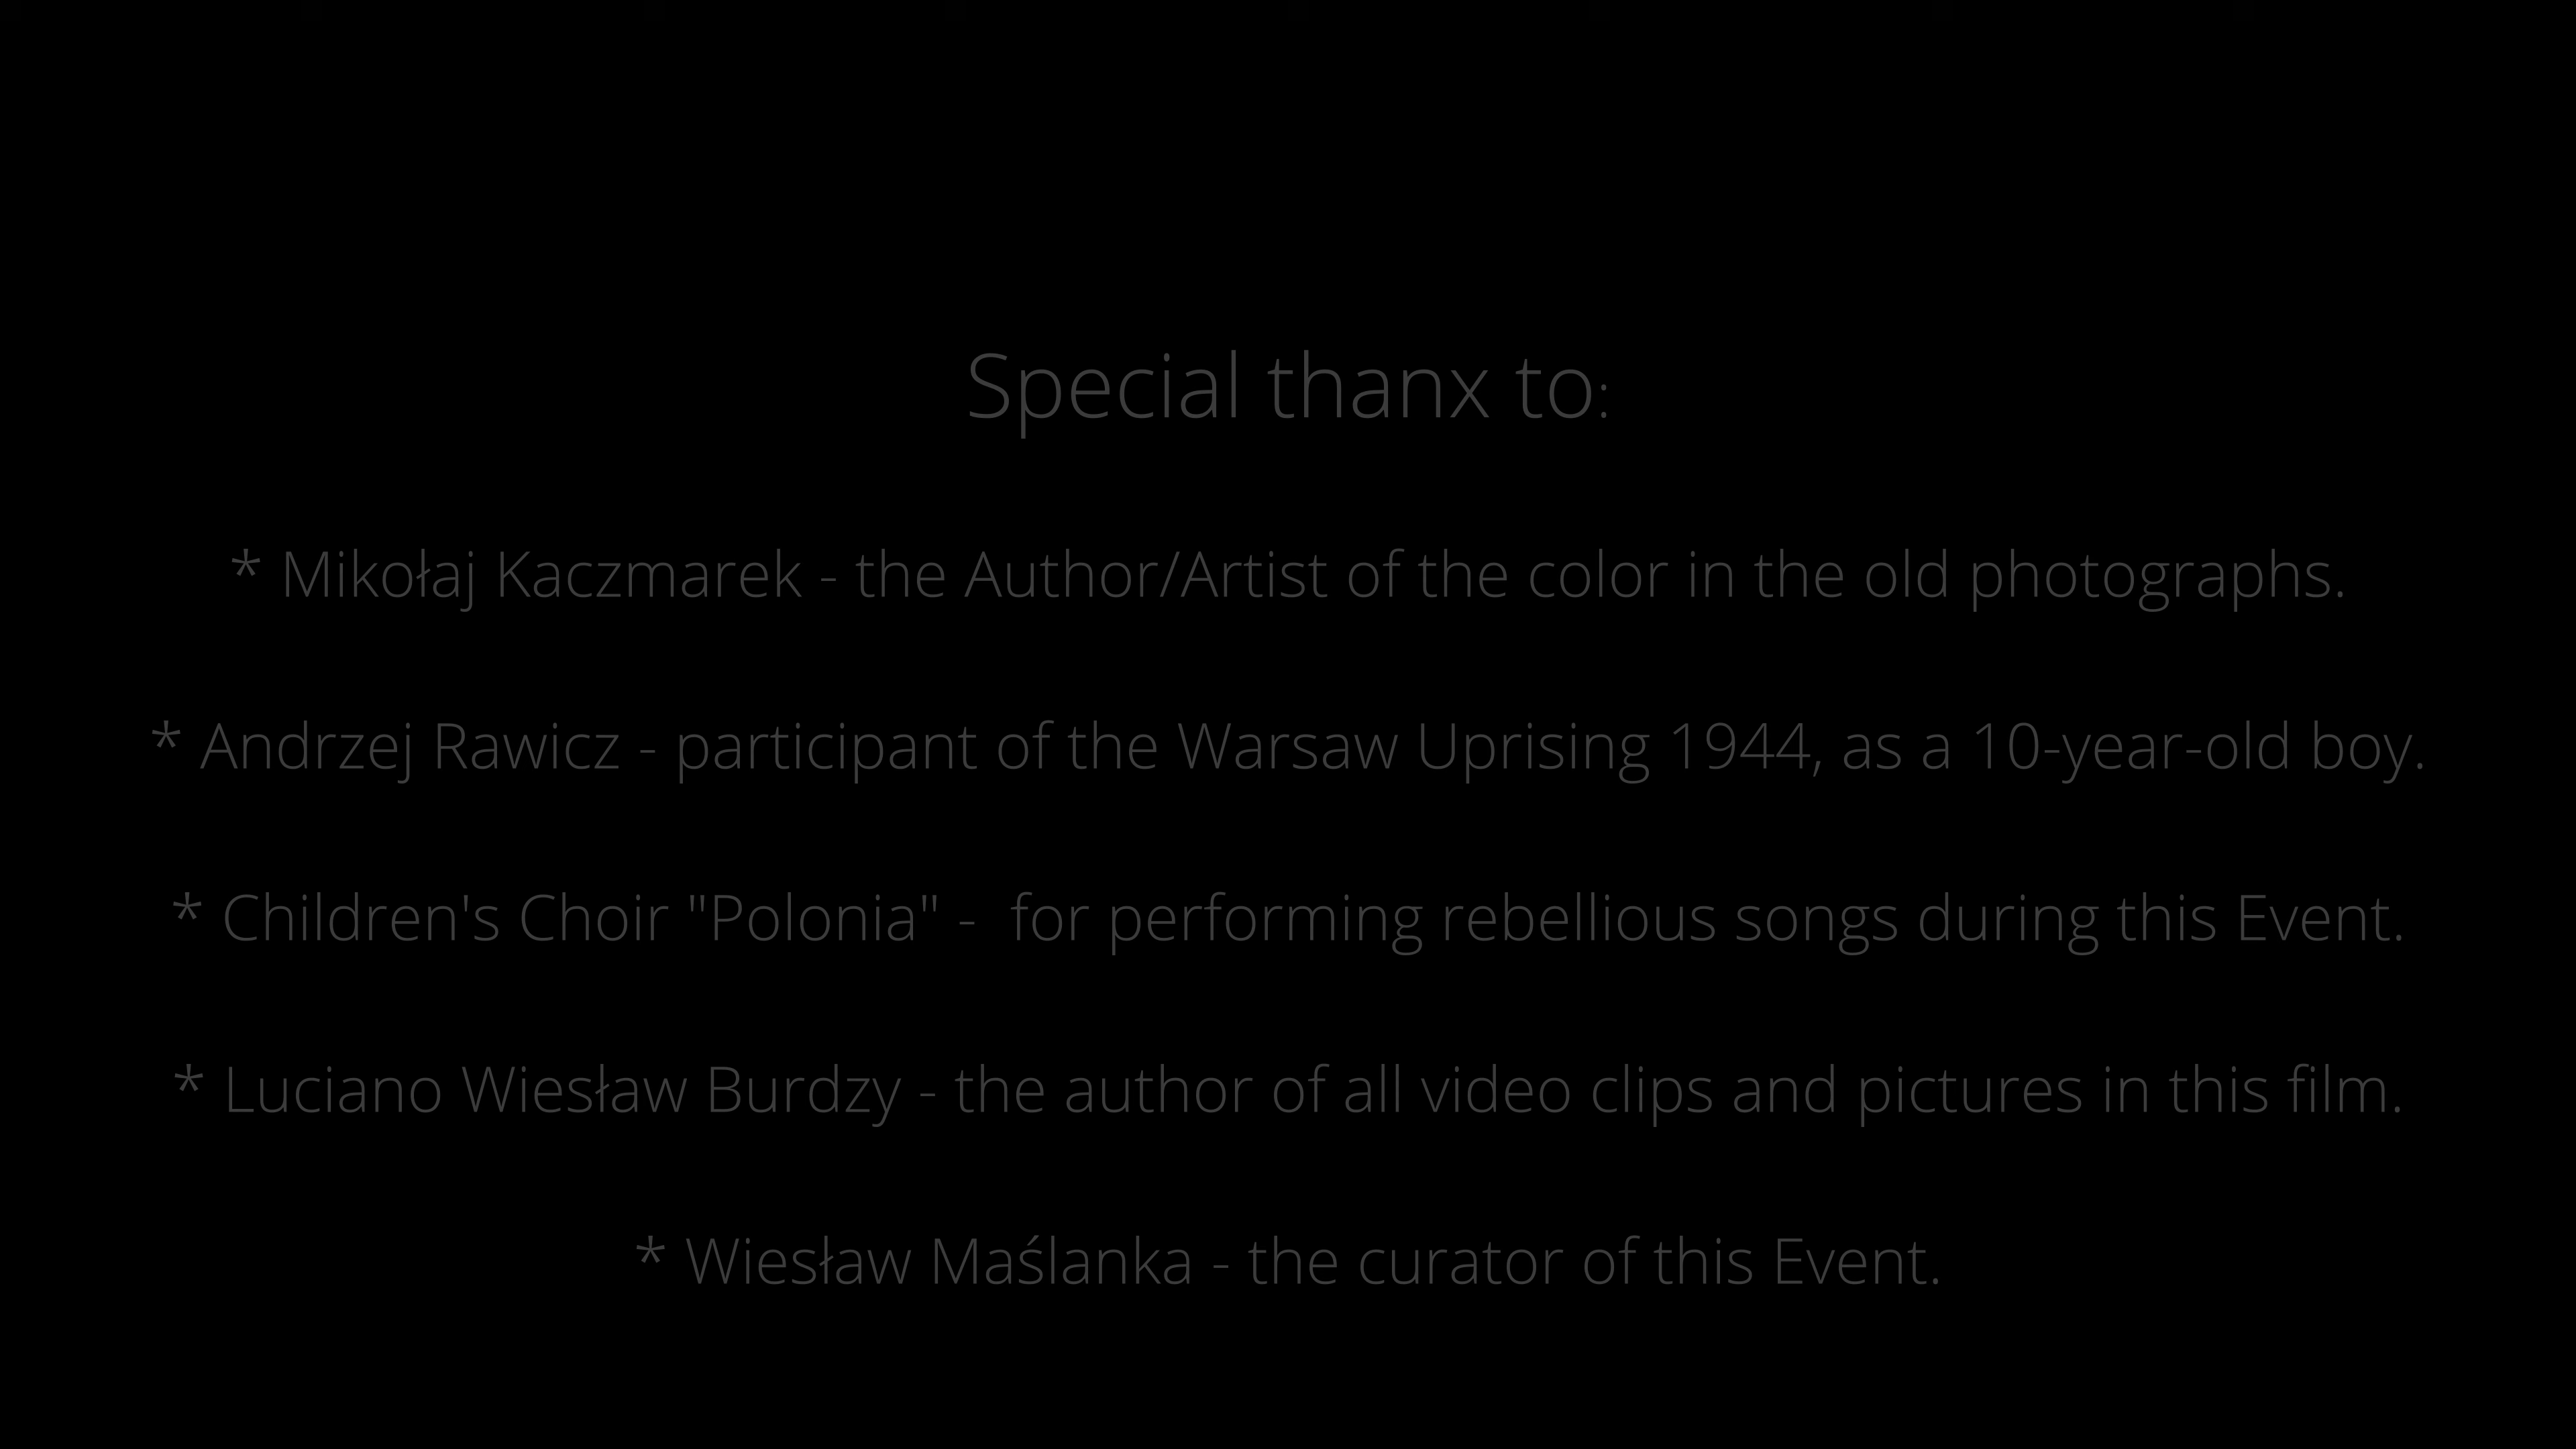 Special thanx to:
* Mikołaj Kaczmarek - the Author/Artist of the color in the old photographs.
* Andrzej Rawicz - participant of the Warsaw Uprising 1944, as a 10-year-old boy.
* Children's Choir "Polonia" -  for performing rebellious songs during this Event.
* Luciano Wiesław Burdzy - the author of all video clips and pictures in this film.
* Wiesław Maślanka - the curator of this Event.